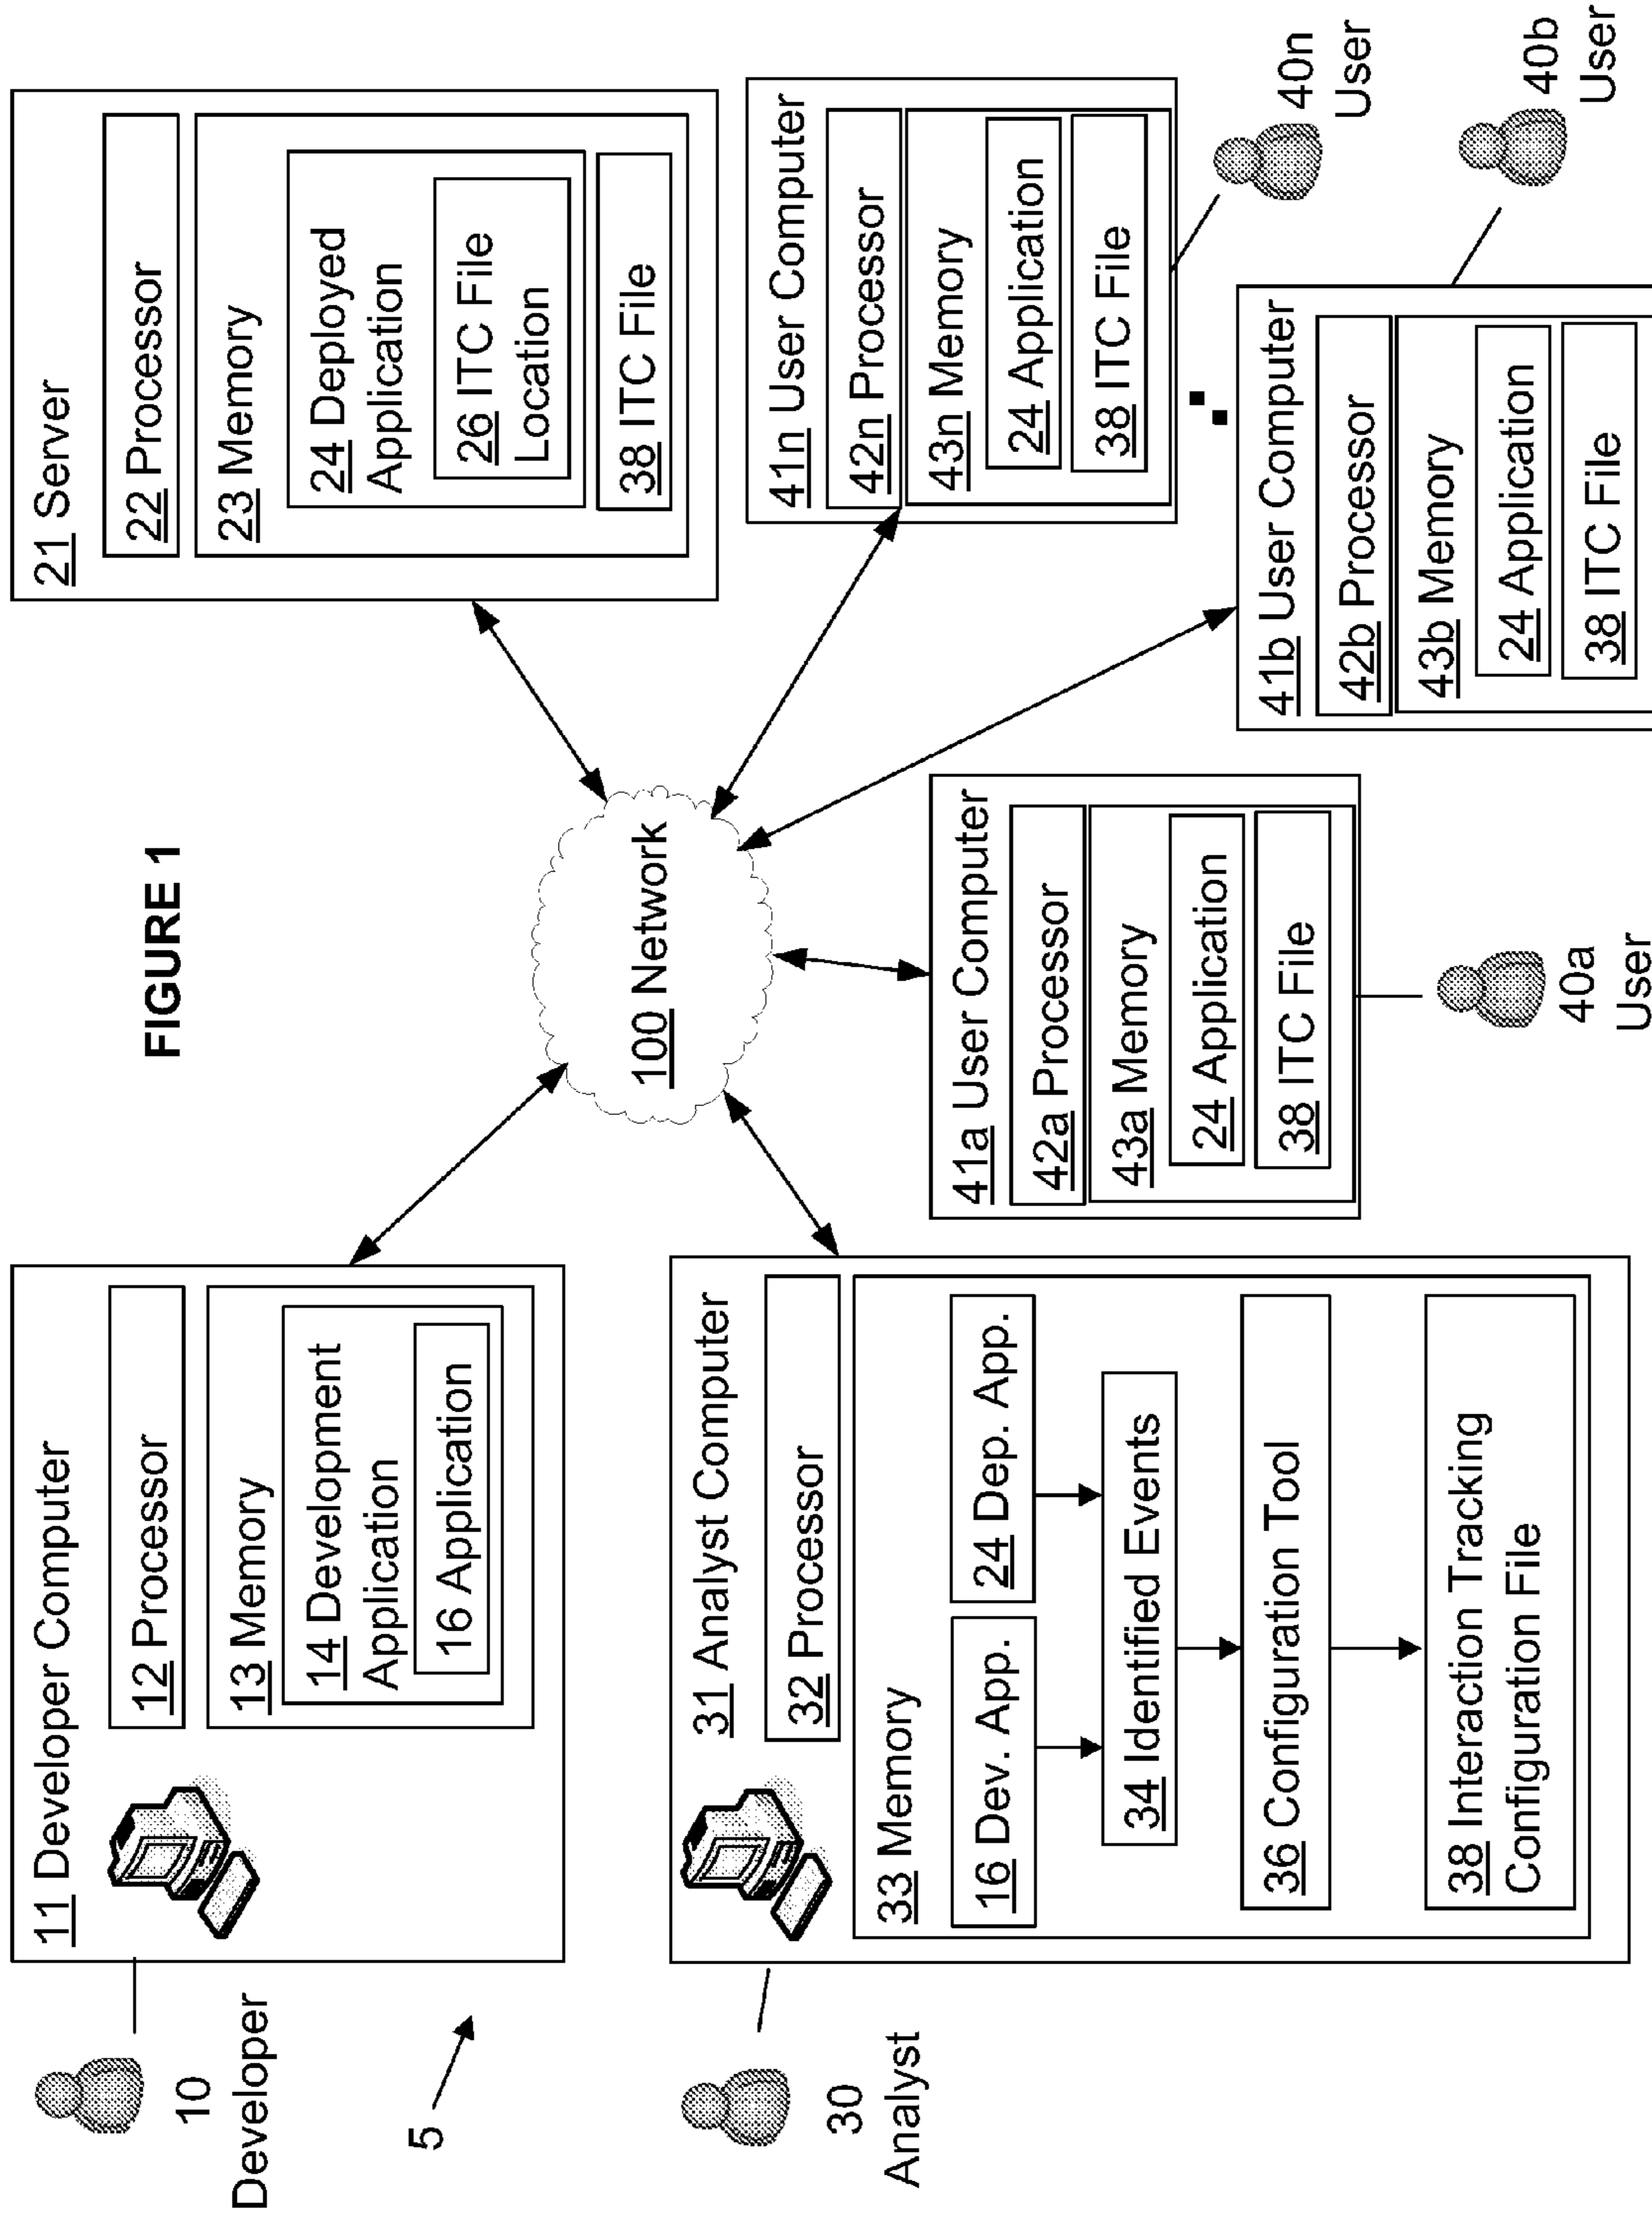 FIGURE 1
10
Developer
5
11 Developer Computer
12 Processor
13 Memory
14 Development
Application
16 Application
100 Network
21 Server
22 Processor
23 Memory
24 Deployed
Application
26 ITC File
Location
38 ITC File
30
Analyst
31 Analyst Computer
32 Processor
33 Memory
16 Dev. App.
24 Dep. App.
34 Identified Events
36 Configuration Tool
38 Interaction Tracking
Configuration File
41a User Computer
42a Processor
43a Memory
24 Application
38 ITC File
40a
User
41b User Computer
42b Processor
43b Memory
24 Application
38 ITC File
40b
User
41n User Computer
42n Processor
43n Memory
24 Application
38 ITC File
40n
User